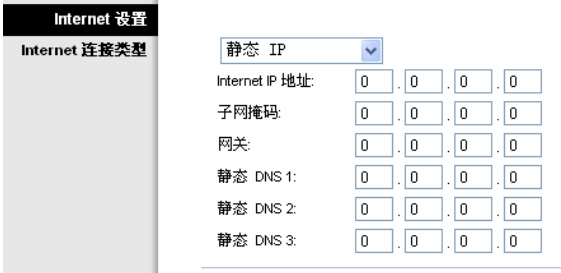 Internet 设置
Internet 连接类型
静态 IP
Internet IP 地址: 0 . 0 . 0 . 0
子网掩码: 0 . 0 . 0 . 0
网关: 0 . 0 . 0 . 0
静态 DNS 1: 0 . 0 . 0 . 0
静态 DNS 2: 0 . 0 . 0 . 0
静态 DNS 3: 0 . 0 . 0 . 0